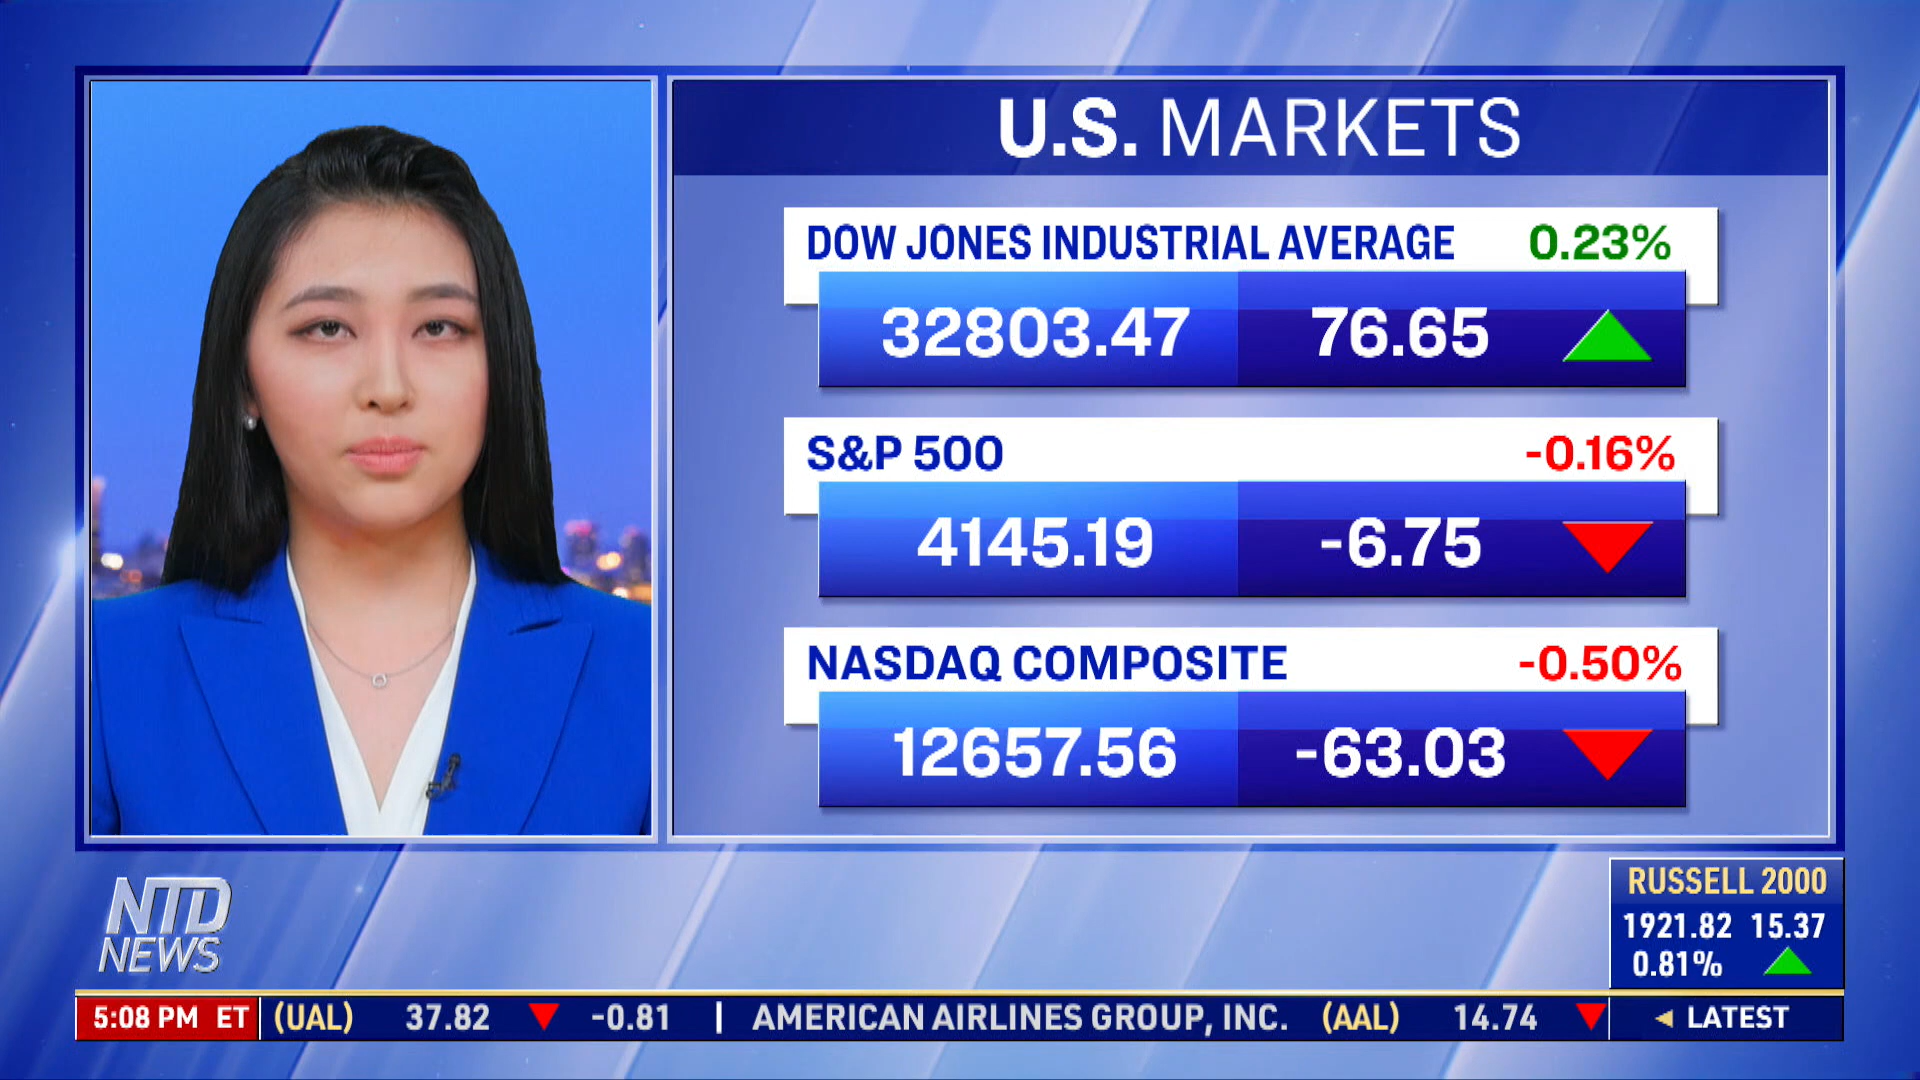 U.S. MARKETS
DOW JONES INDUSTRIAL AVERAGE 0.23%
32803.47 76.65
S&P 500 -0.16%
4145.19 -6.75
NASDAQ COMPOSITE -0.50%
12657.56 -63.03
NTD
NEWS
RUSSELL 2000
1921.82 15.37
0.81%
5:08 PM ET (UAL) 37.82 -0.81 | AMERICAN AIRLINES GROUP, INC. (AAL) 14.74 LATEST